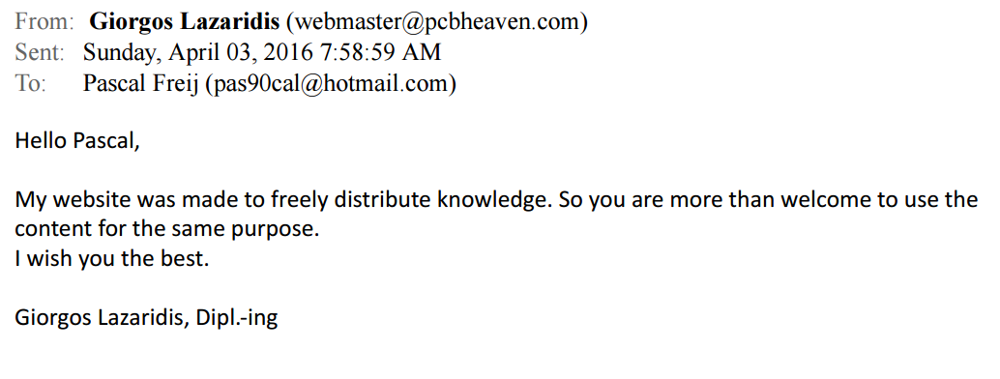 From: Giorgos Lazaridis (webmaster@pcbheaven.com)
Sent: Sunday, April 03, 2016 7:58:59 AM
To: Pascal Freij (pas90cal@hotmail.com)
Hello Pascal,
My website was made to freely distribute knowledge. So you are more than welcome to use the
content for the same purpose.
I wish you the best.
Giorgos Lazaridis, Dipl.-ing